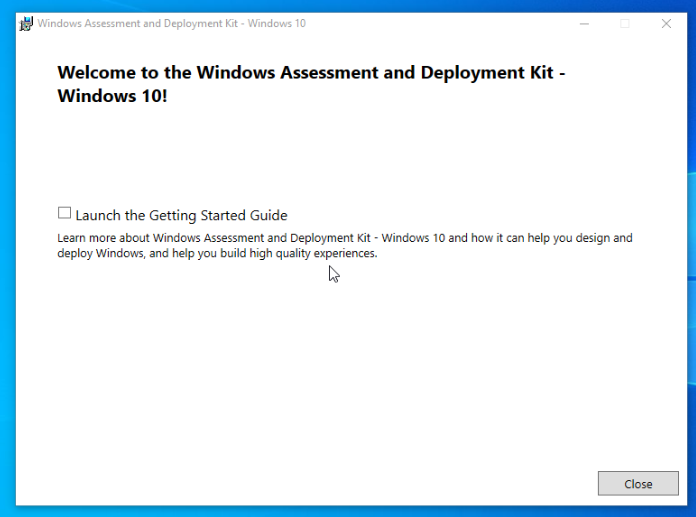 Windows Assessment and Deployment Kit - Windows 10
Welcome to the Windows Assessment and Deployment Kit -
Windows 10!
Launch the Getting Started Guide
Learn more about Windows Assessment and Deployment Kit - Windows 10 and how it can help you design and
deploy Windows, and help you build high quality experiences.
Close